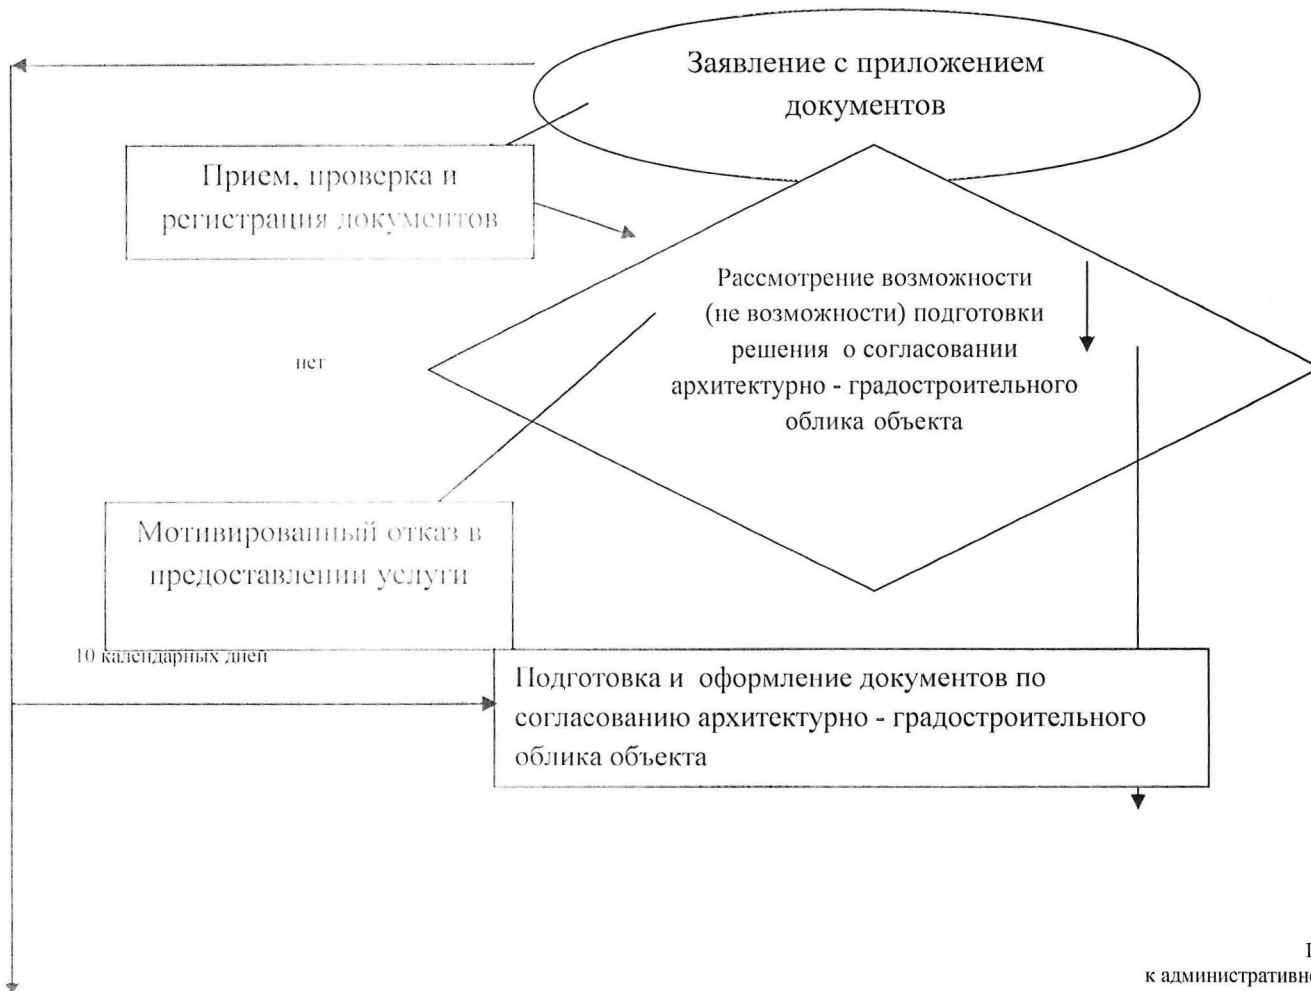 Заявление с приложением
документов
Прием, проверка и
регистрация документов
Рассмотрение возможности
(не возможности) подготовки
решения о согласовании
архитектурно - градостроительного
облика объекта
нет
Мотивированный отказ в
предоставлении услуги
10 календарных дней
Подготовка и оформление документов по
согласованию архитектурно - градостроительного
облика объекта
к